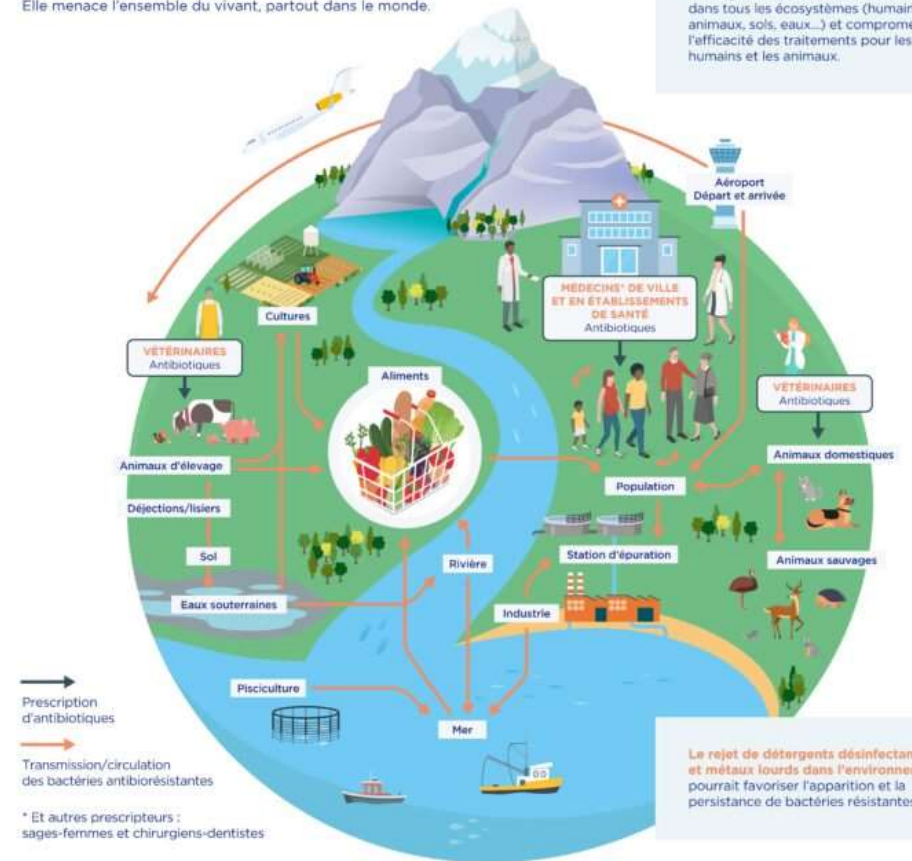 Elle menace l'ensemble du vivant, partout dans le monde.
dans tous les écosystèmes (humain
animaux, sols, eaux...) et comprome
l'efficacité des traitements pour les
humains et les animaux.
Aéroport
Départ et arrivée
MÉDECINS* DE VILLE
ET EN ÉTABLISSEMENTS
DE SANTÉ
Antibiotiques
Cultures
VÉTÉRINAIRES
Antibiotiques
Aliments
VÉTÉRINAIRES
Antibiotiques
Animaux d'élevage
Animaux domestiques
Population
Déjections/lisiers
Sol
Rivière
Station d'épuration
Animaux sauvages
Eaux souterraines
Industrie
Pisciculture
Mer
Prescription
d'antibiotiques
Transmission/circulation
des bactéries antibiorésistantes
* Et autres prescripteurs :
sages-femmes et chirurgiens-dentistes
Le rejet de détergents désinfectan
et métaux lourds dans l'environne
pourrait favoriser l'apparition et la
persistance de bactéries résistantes